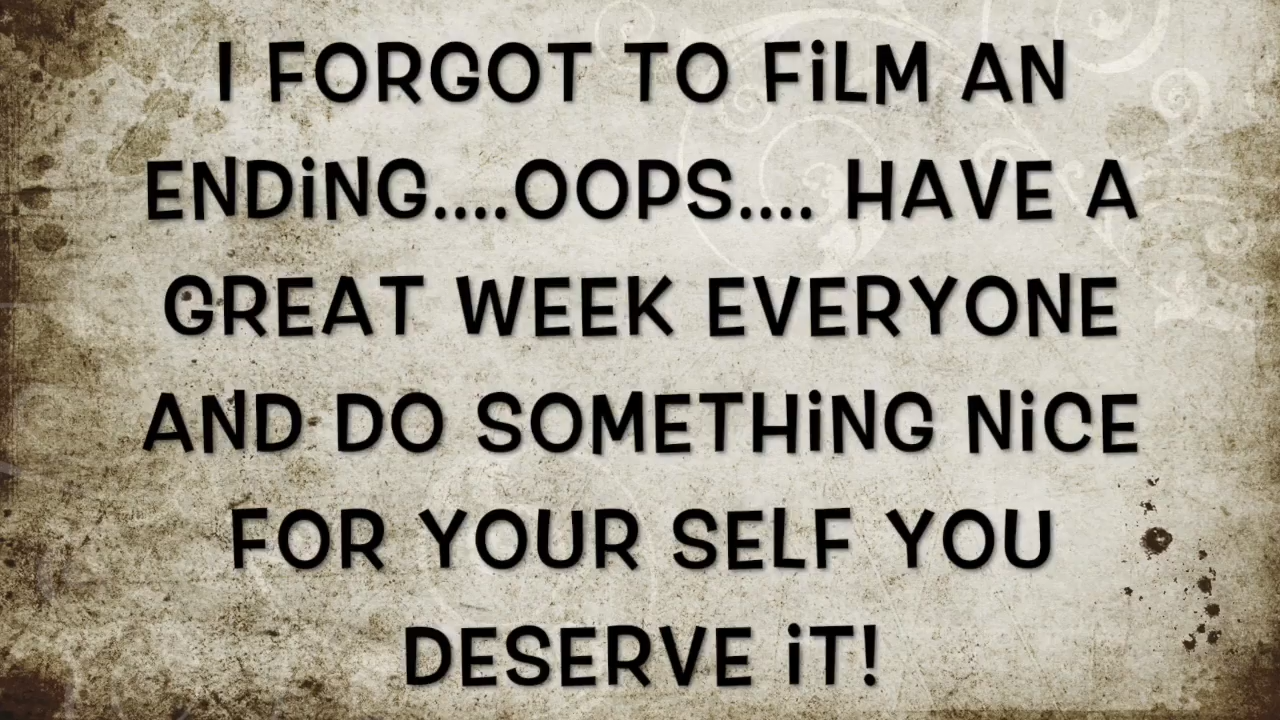 I FORGOT TO FiLM AN
ENDiNG....OOPS.... HAVE A
GREAT WEEK EVERYONE
AND DO SOMETHiNG NiCE
FOR YOUR SELF YOU
DESERVE iT!